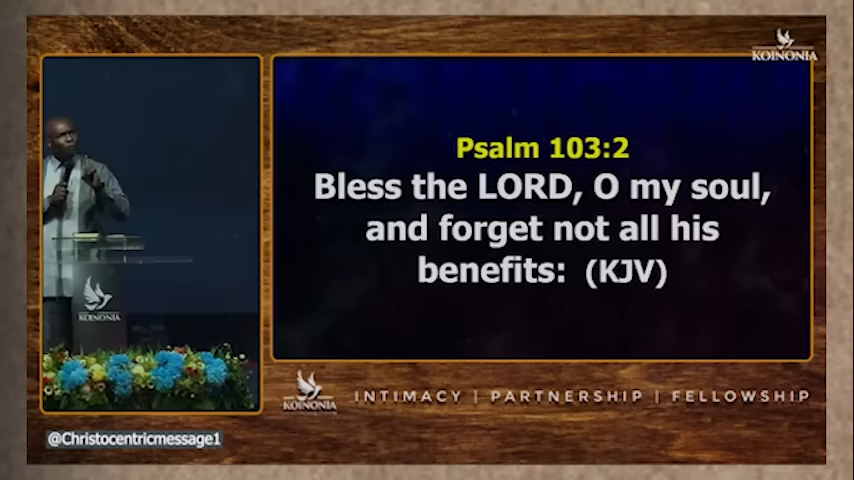 KOINONIA
Psalm 103:2
Bless the LORD, O my soul,
and forget not all his
benefits: (KJV)
KOINONIA
KOINONIA
INTIMACY | PARTNERSHIP | FELLOWSHIP
@Christocentricmessage1